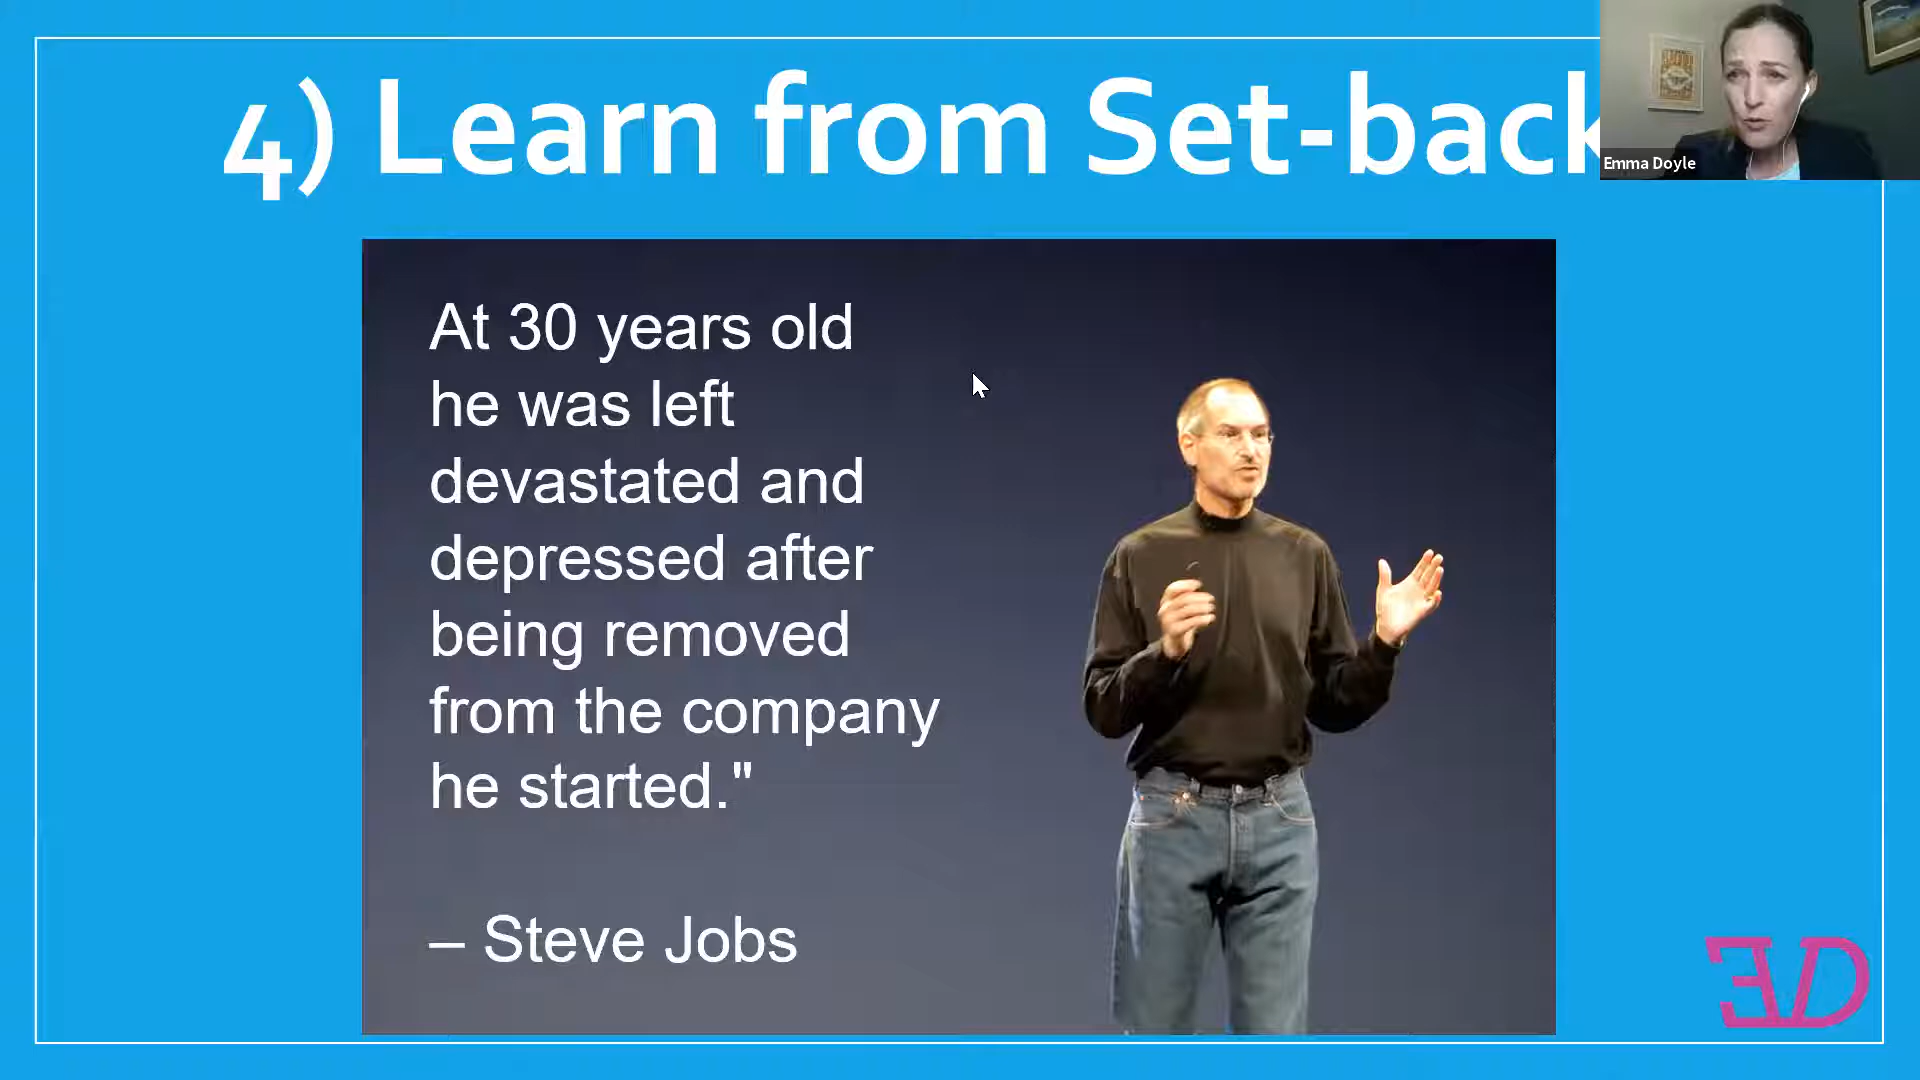 4) Learn from Set-back
Emma Doyle
At 30 years old
he was left
devastated and
depressed after
being removed
from the company
he started."
– Steve Jobs
ED